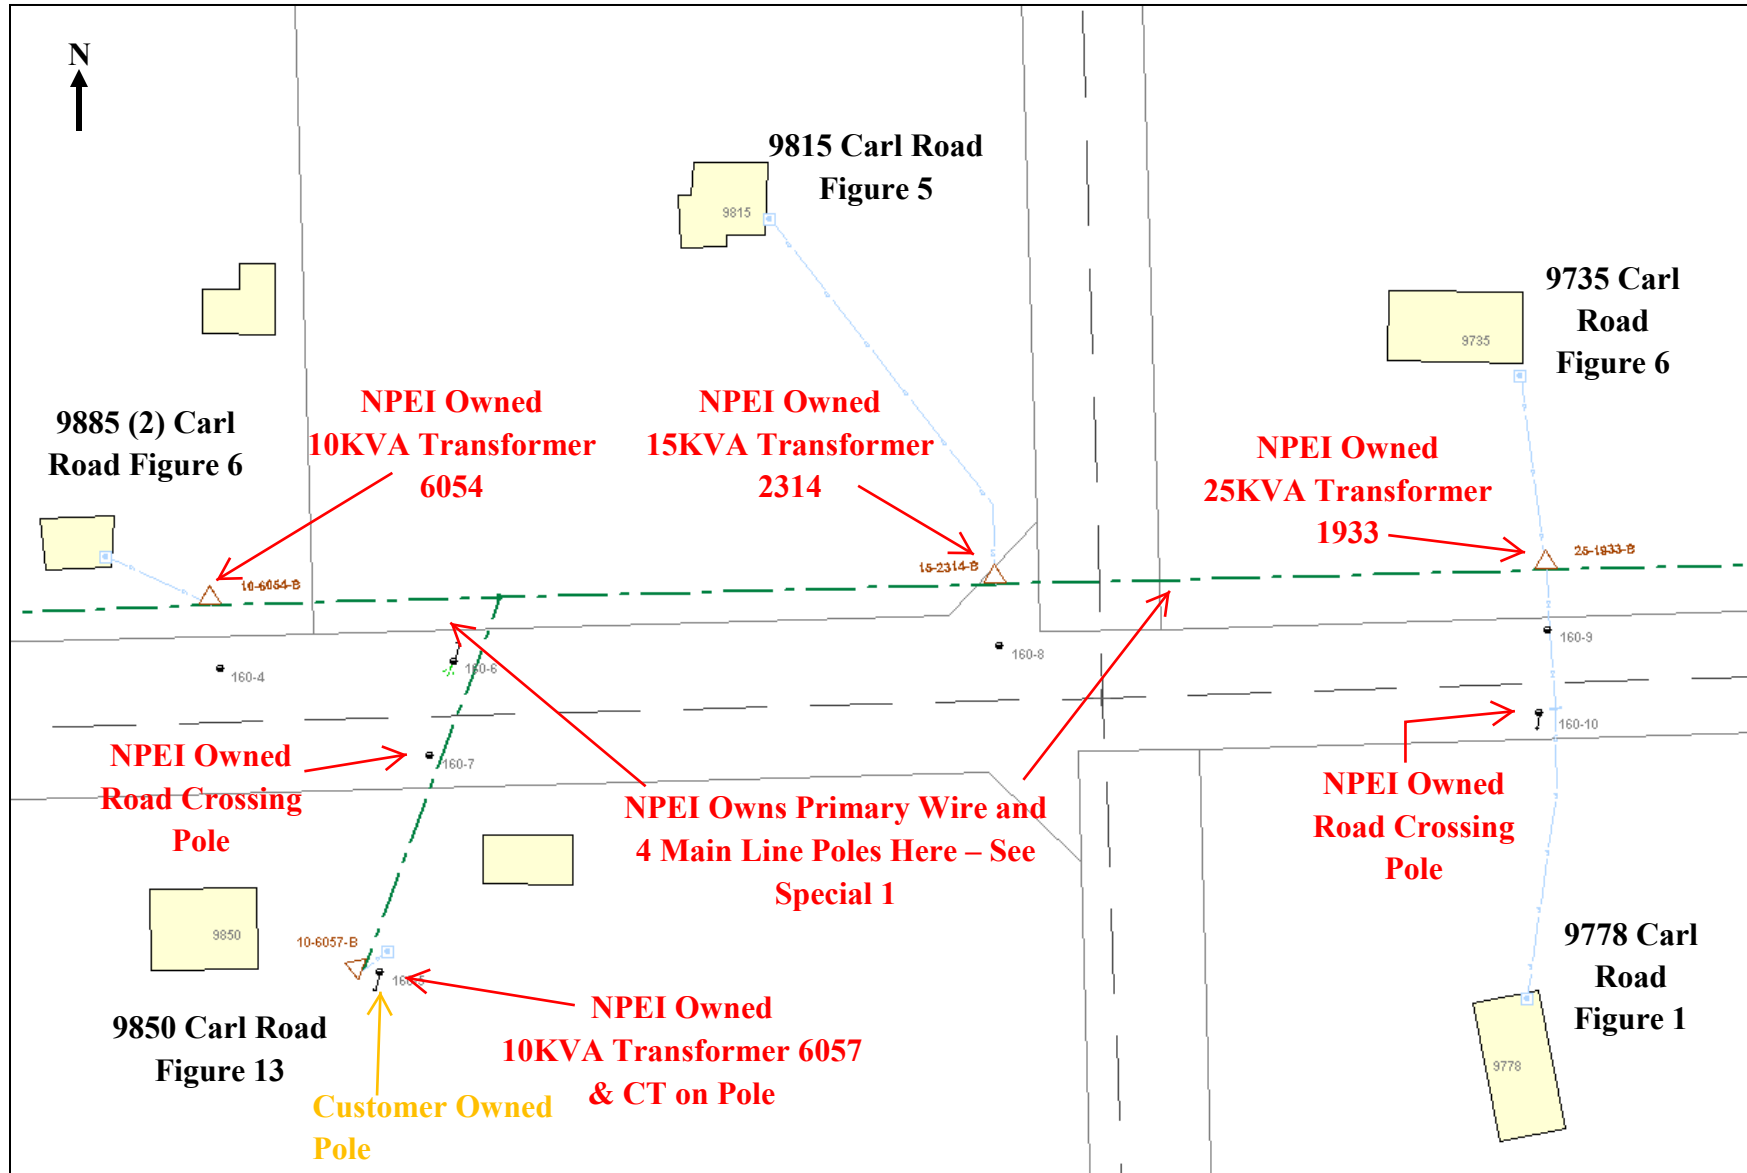 N
9815 Carl Road
Figure 5
9815
9735 Carl
Road
Figure 6
9735
9885 (2) Carl
Road Figure 6
NPEI Owned
10KVA Transformer
6054
NPEI Owned
15KVA Transformer
2314
NPEI Owned
25KVA Transformer
1933
10-6054-B
15-2314-B
25-1933-B
160-4
160-6
160-8
160-9
160-10
160-7
NPEI Owned
Road Crossing
Pole
NPEI Owns Primary Wire and
4 Main Line Poles Here – See
Special 1
NPEI Owned
Road Crossing
Pole
9850
10-6057-B
160-5
9850 Carl Road
Figure 13
NPEI Owned
10KVA Transformer 6057
& CT on Pole
Customer Owned
Pole
9778 Carl
Road
Figure 1
9778